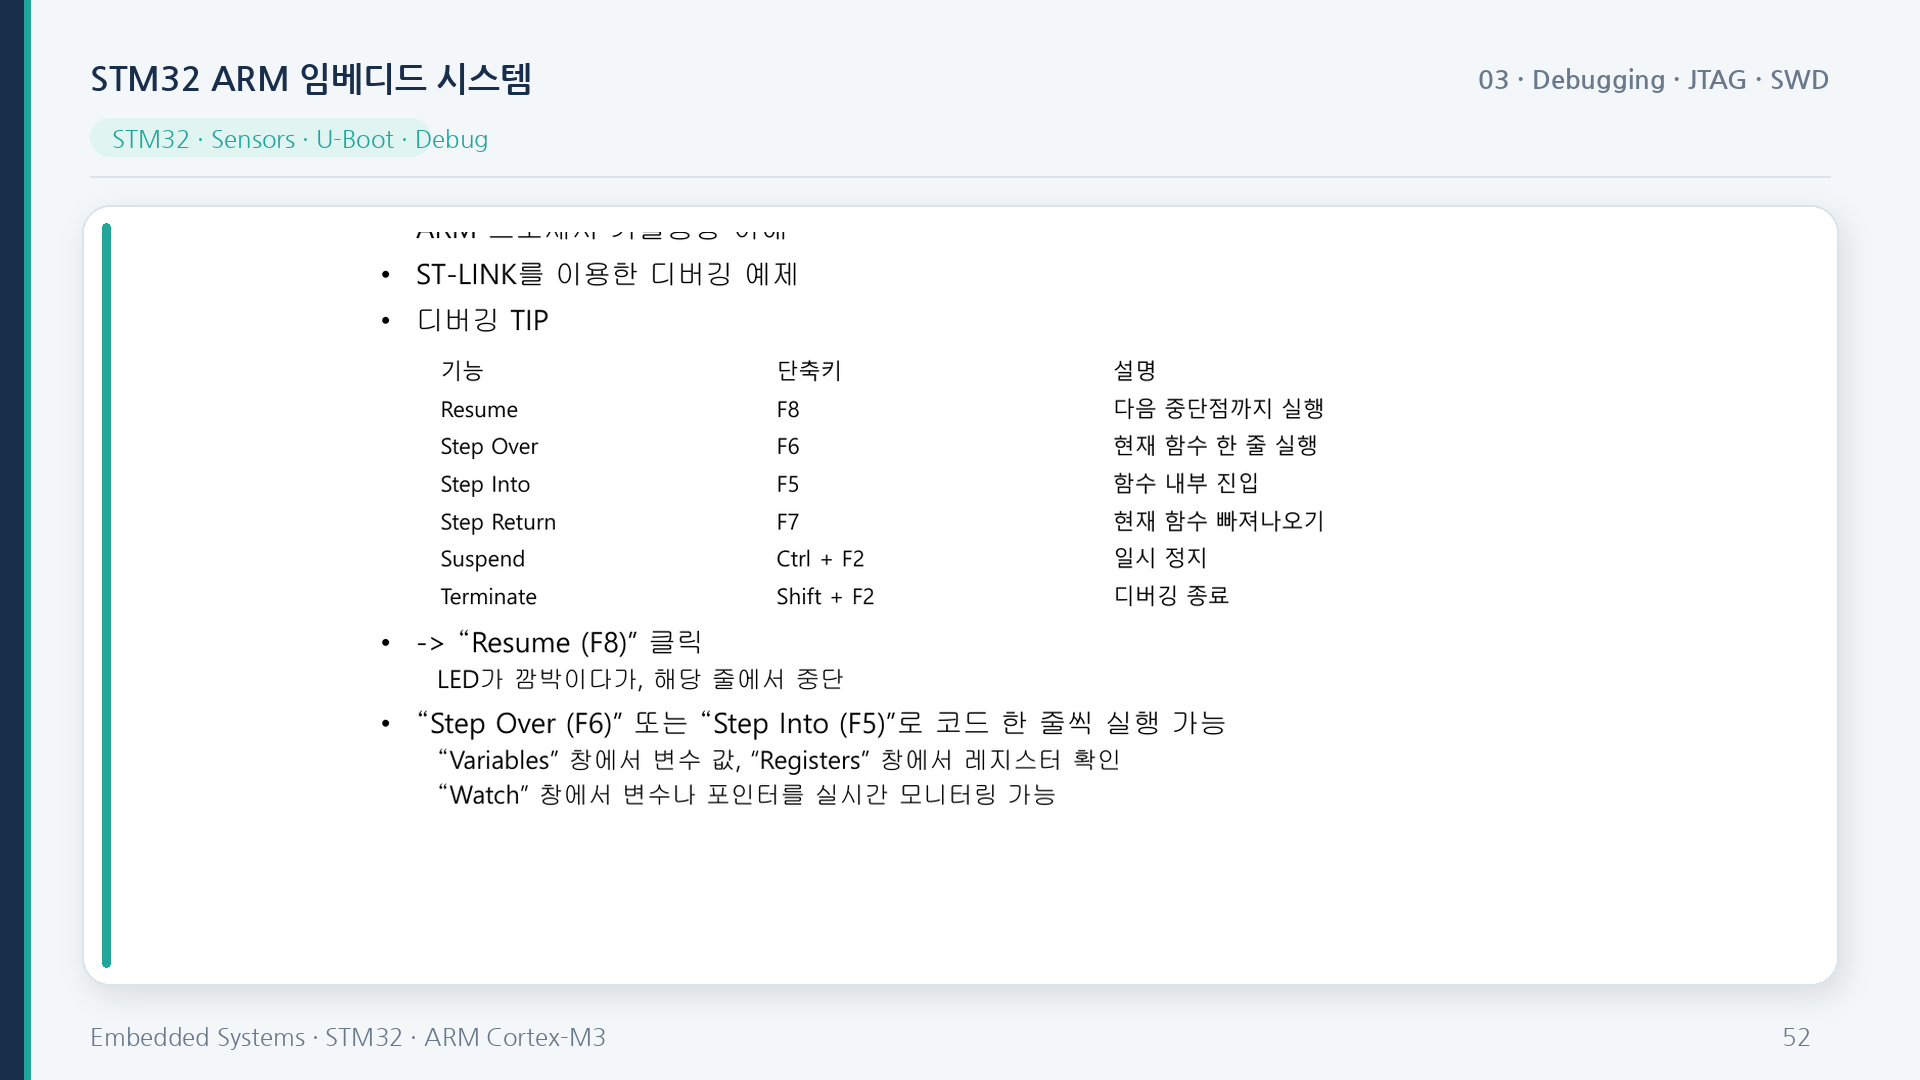 STM32 ARM 임베디드 시스템
03 · Debugging · JTAG · SWD
STM32 · Sensors · U-Boot · Debug
ARM
• ST-LINK를 이용한 디버깅 예제
• 디버깅 TIP
기능 단축키 설명
Resume F8 다음 중단점까지 실행
Step Over F6 현재 함수 한 줄 실행
Step Into F5 함수 내부 진입
Step Return F7 현재 함수 빠져나오기
Suspend Ctrl + F2 일시 정지
Terminate Shift + F2 디버깅 종료
• -> “Resume (F8)” 클릭
LED가 깜박이다가, 해당 줄에서 중단
• “Step Over (F6)” 또는 “Step Into (F5)”로 코드 한 줄씩 실행 가능
“Variables” 창에서 변수 값, “Registers” 창에서 레지스터 확인
“Watch” 창에서 변수나 포인터를 실시간 모니터링 가능
Embedded Systems · STM32 · ARM Cortex-M3
52